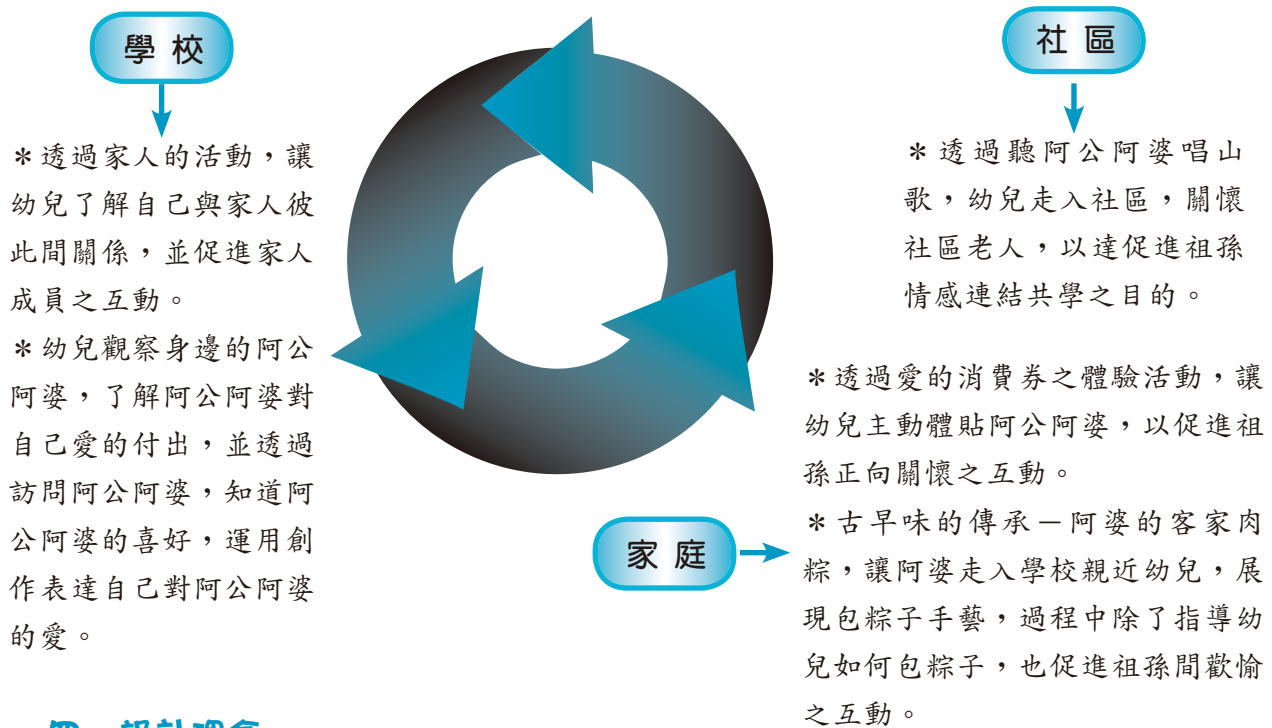 學校
＊透過家人的活動，讓
幼兒了解自己與家人彼
此間關係，並促進家人
成員之互動。
＊幼兒觀察身邊的阿公
阿婆，了解阿公阿婆對
自己愛的付出，並透過
訪問阿公阿婆，知道阿
公阿婆的喜好，運用創
作表達自己對阿公阿婆
的愛。
社區
＊透過聽阿公阿婆唱山
歌，幼兒走入社區，關懷
社區老人，以達促進祖孫
情感連結共學之目的。
家庭
＊透過愛的消費券之體驗活動，讓
幼兒主動體貼阿公阿婆，以促進祖
孫正向關懷之互動。
＊古早味的傳承－阿婆的客家肉
粽，讓阿婆走入學校親近幼兒，展
現包粽子手藝，過程中除了指導幼
兒如何包粽子，也促進祖孫間歡愉
之互動。